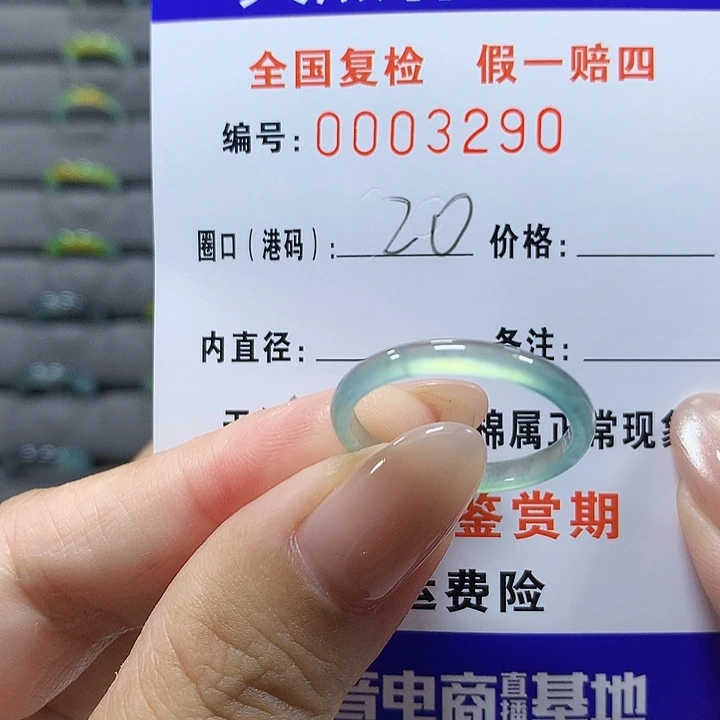 全国复检 假一赔四
编号: 0003290
圈口(港码): 20 价格:
内直径: 备注:
棉属正常现象
鉴赏期
运费险
音电商直播基地